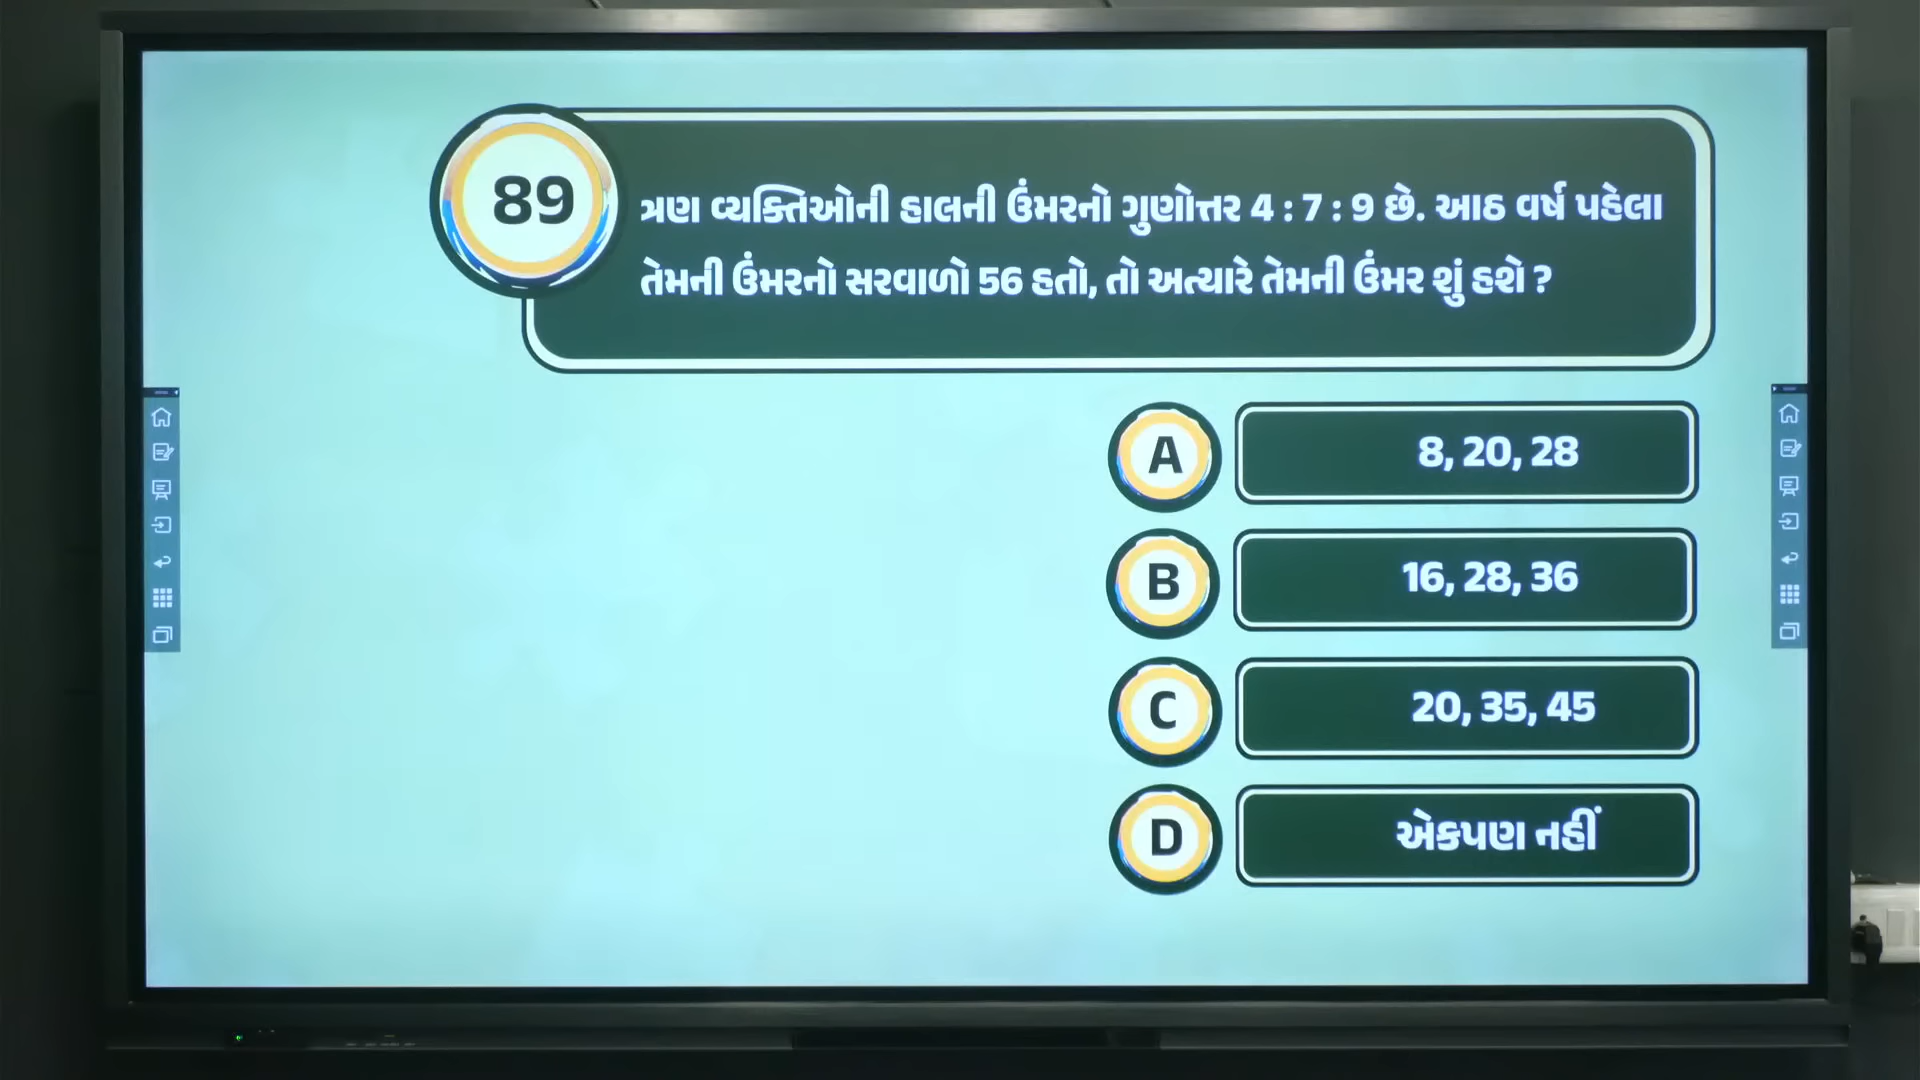 89
ત્રણ વ્યક્તિઓની હાલની ઉંમરનો ગુણોત્તર 4 : 7 : 9 છે. આઠ વર્ષ પહેલા
તેમની ઉંમરનો સરવાળો 56 હતો, તો અત્યારે તેમની ઉંમર શું હશે ?
A 8, 20, 28
B 16, 28, 36
C 20, 35, 45
D એકપણ નહીં